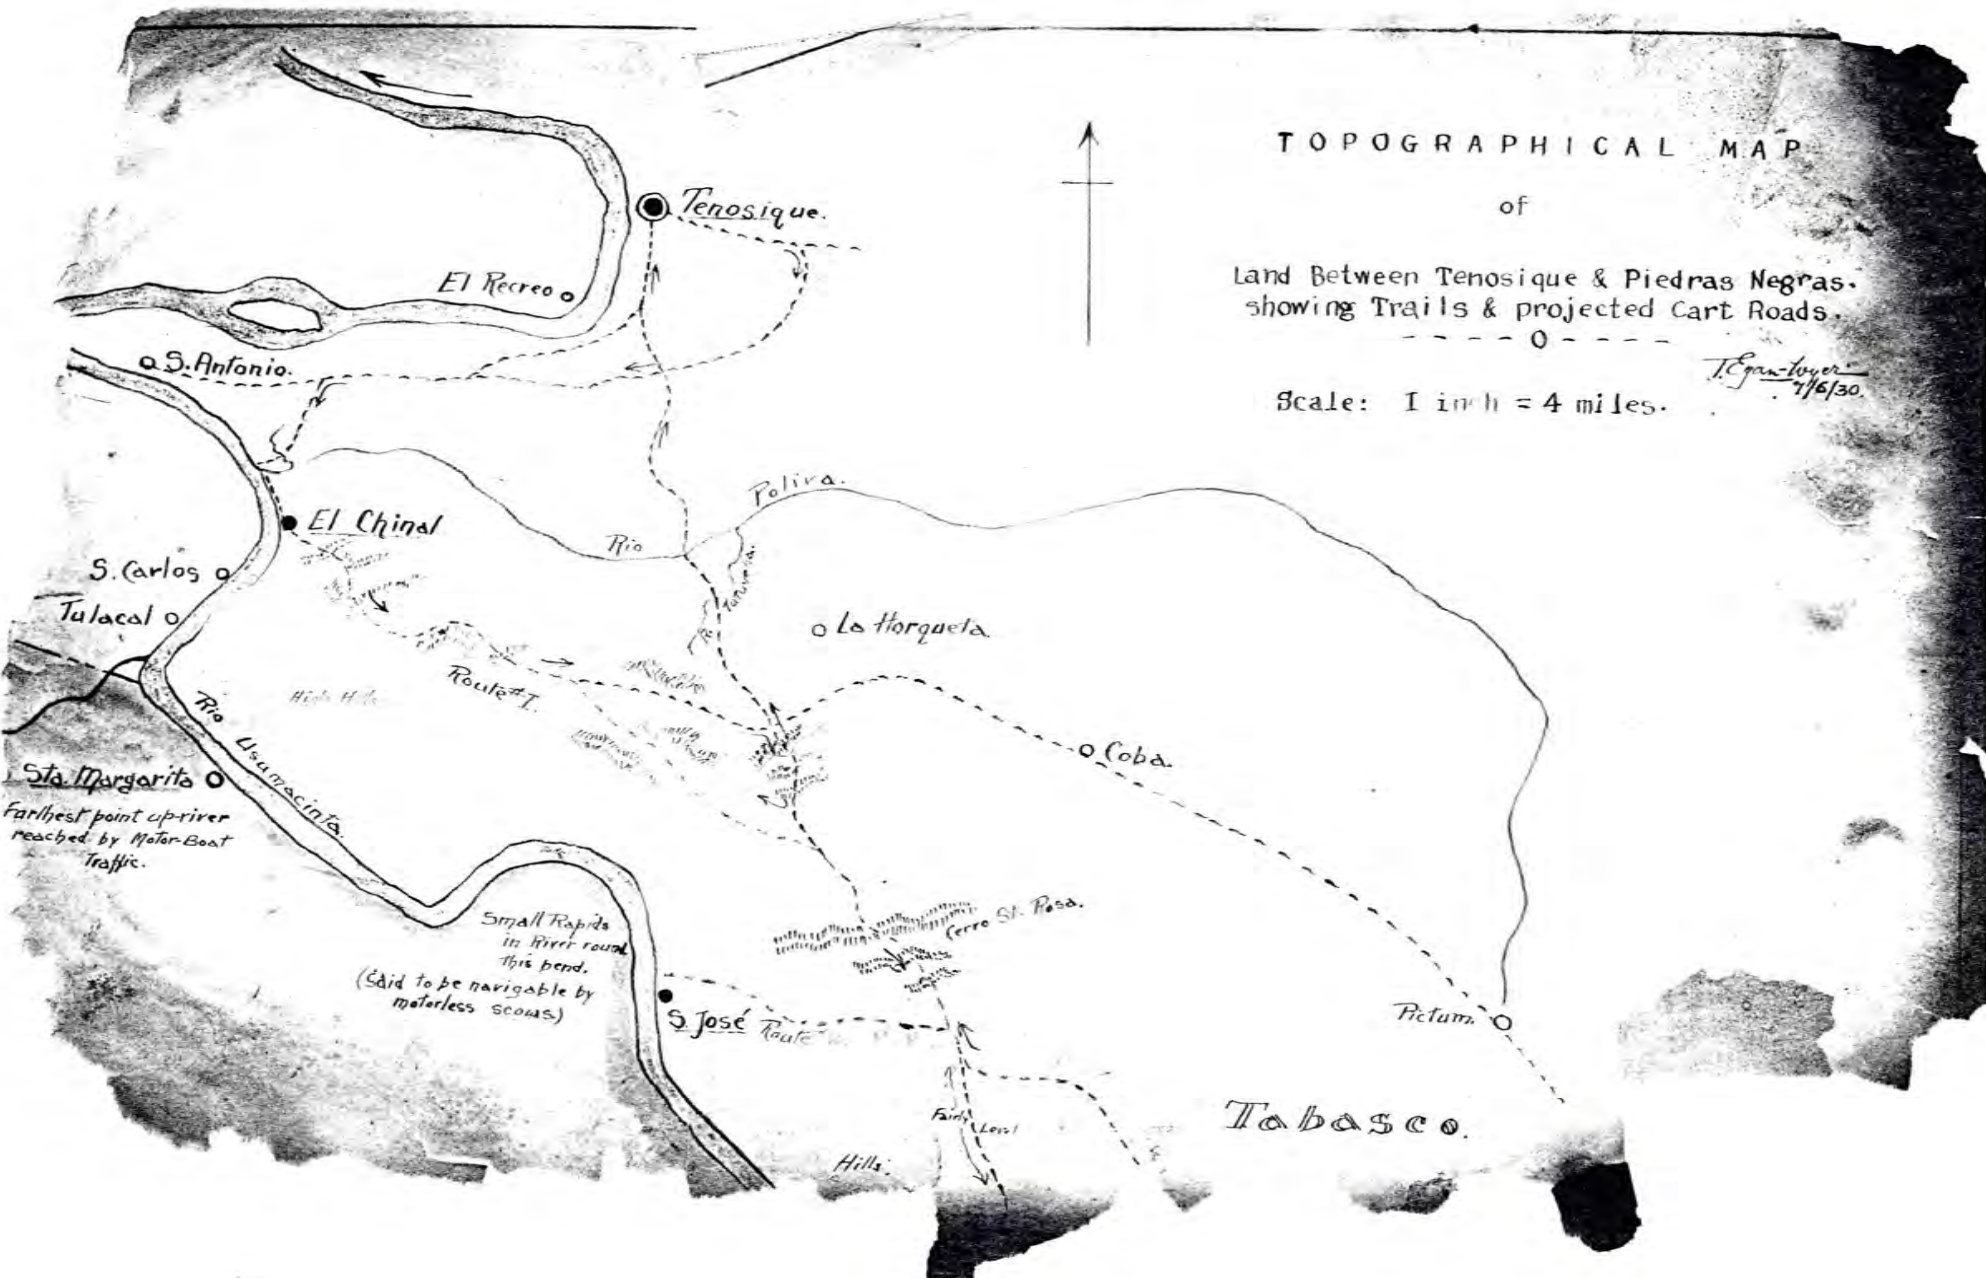 TOPOGRAPHICAL MAP
of
Land Between Tenosique & Piedras Negras.
showing Trails & projected Cart Roads.
----O----
7/6/30.
Scale: I inch = 4 miles.
Tenosique.
El Recreo
S. Antonio.
El Chinal
Rio
Poliva.
S. Carlos
Tulacal
La Horqueta.
Route #I.
High Hills
Rio Usumacinta.
Coba.
Sta. Margarita
Farthest point up-river
reached by Motor-Boat
Traffic.
Small Rapids
in River round
this bend.
(Said to be navigable by
motorless scows)
Cerro St. Rosa.
S. José
Route
Pictum.
Fairly Level
Tabasco.
Hills.